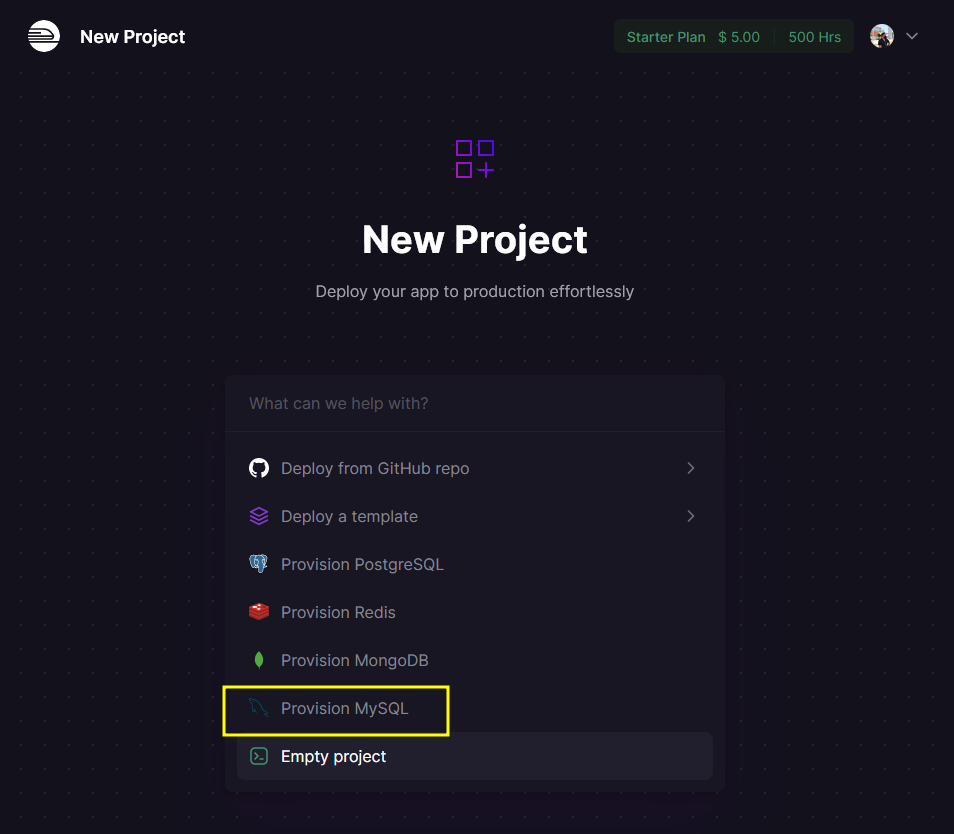 New Project
Starter Plan $ 5.00 500 Hrs
New Project
Deploy your app to production effortlessly
What can we help with?
Deploy from GitHub repo
Deploy a template
Provision PostgreSQL
Provision Redis
Provision MongoDB
Provision MySQL
Empty project